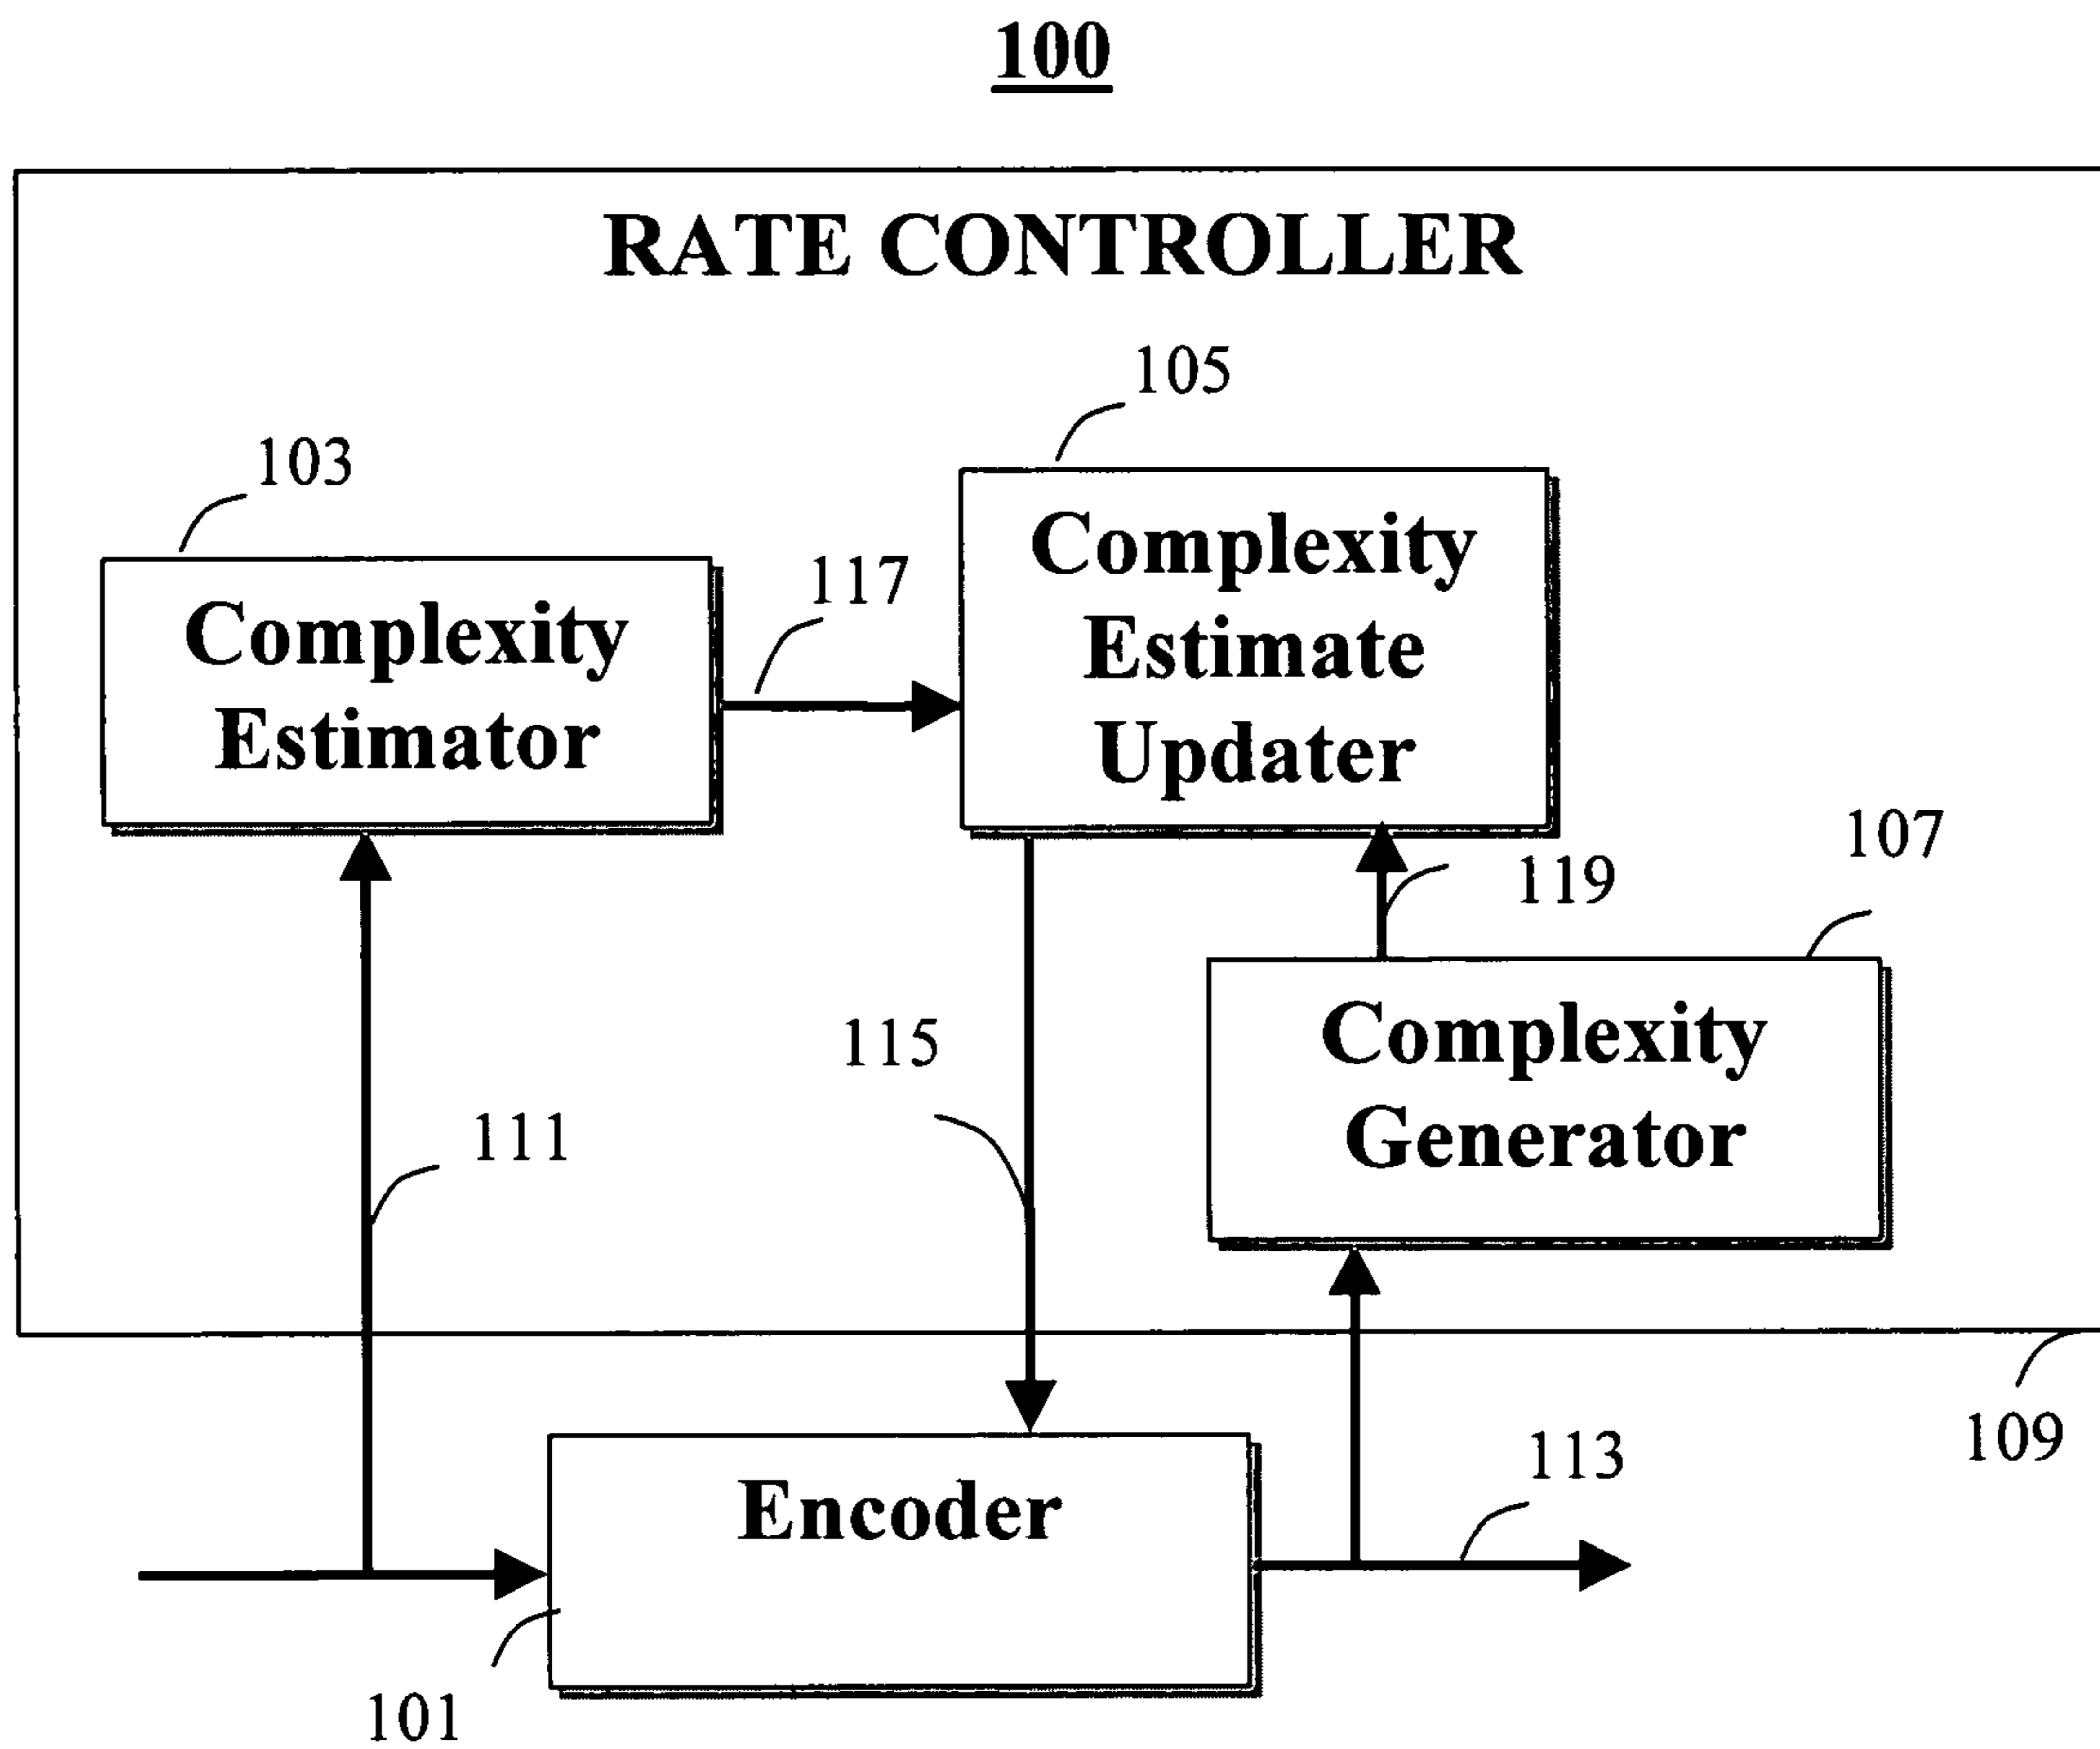 100
RATE CONTROLLER
105
103
Complexity
Estimate
Updater
117
Complexity
Estimator
107
119
115
Complexity
Generator
111
109
113
Encoder
101